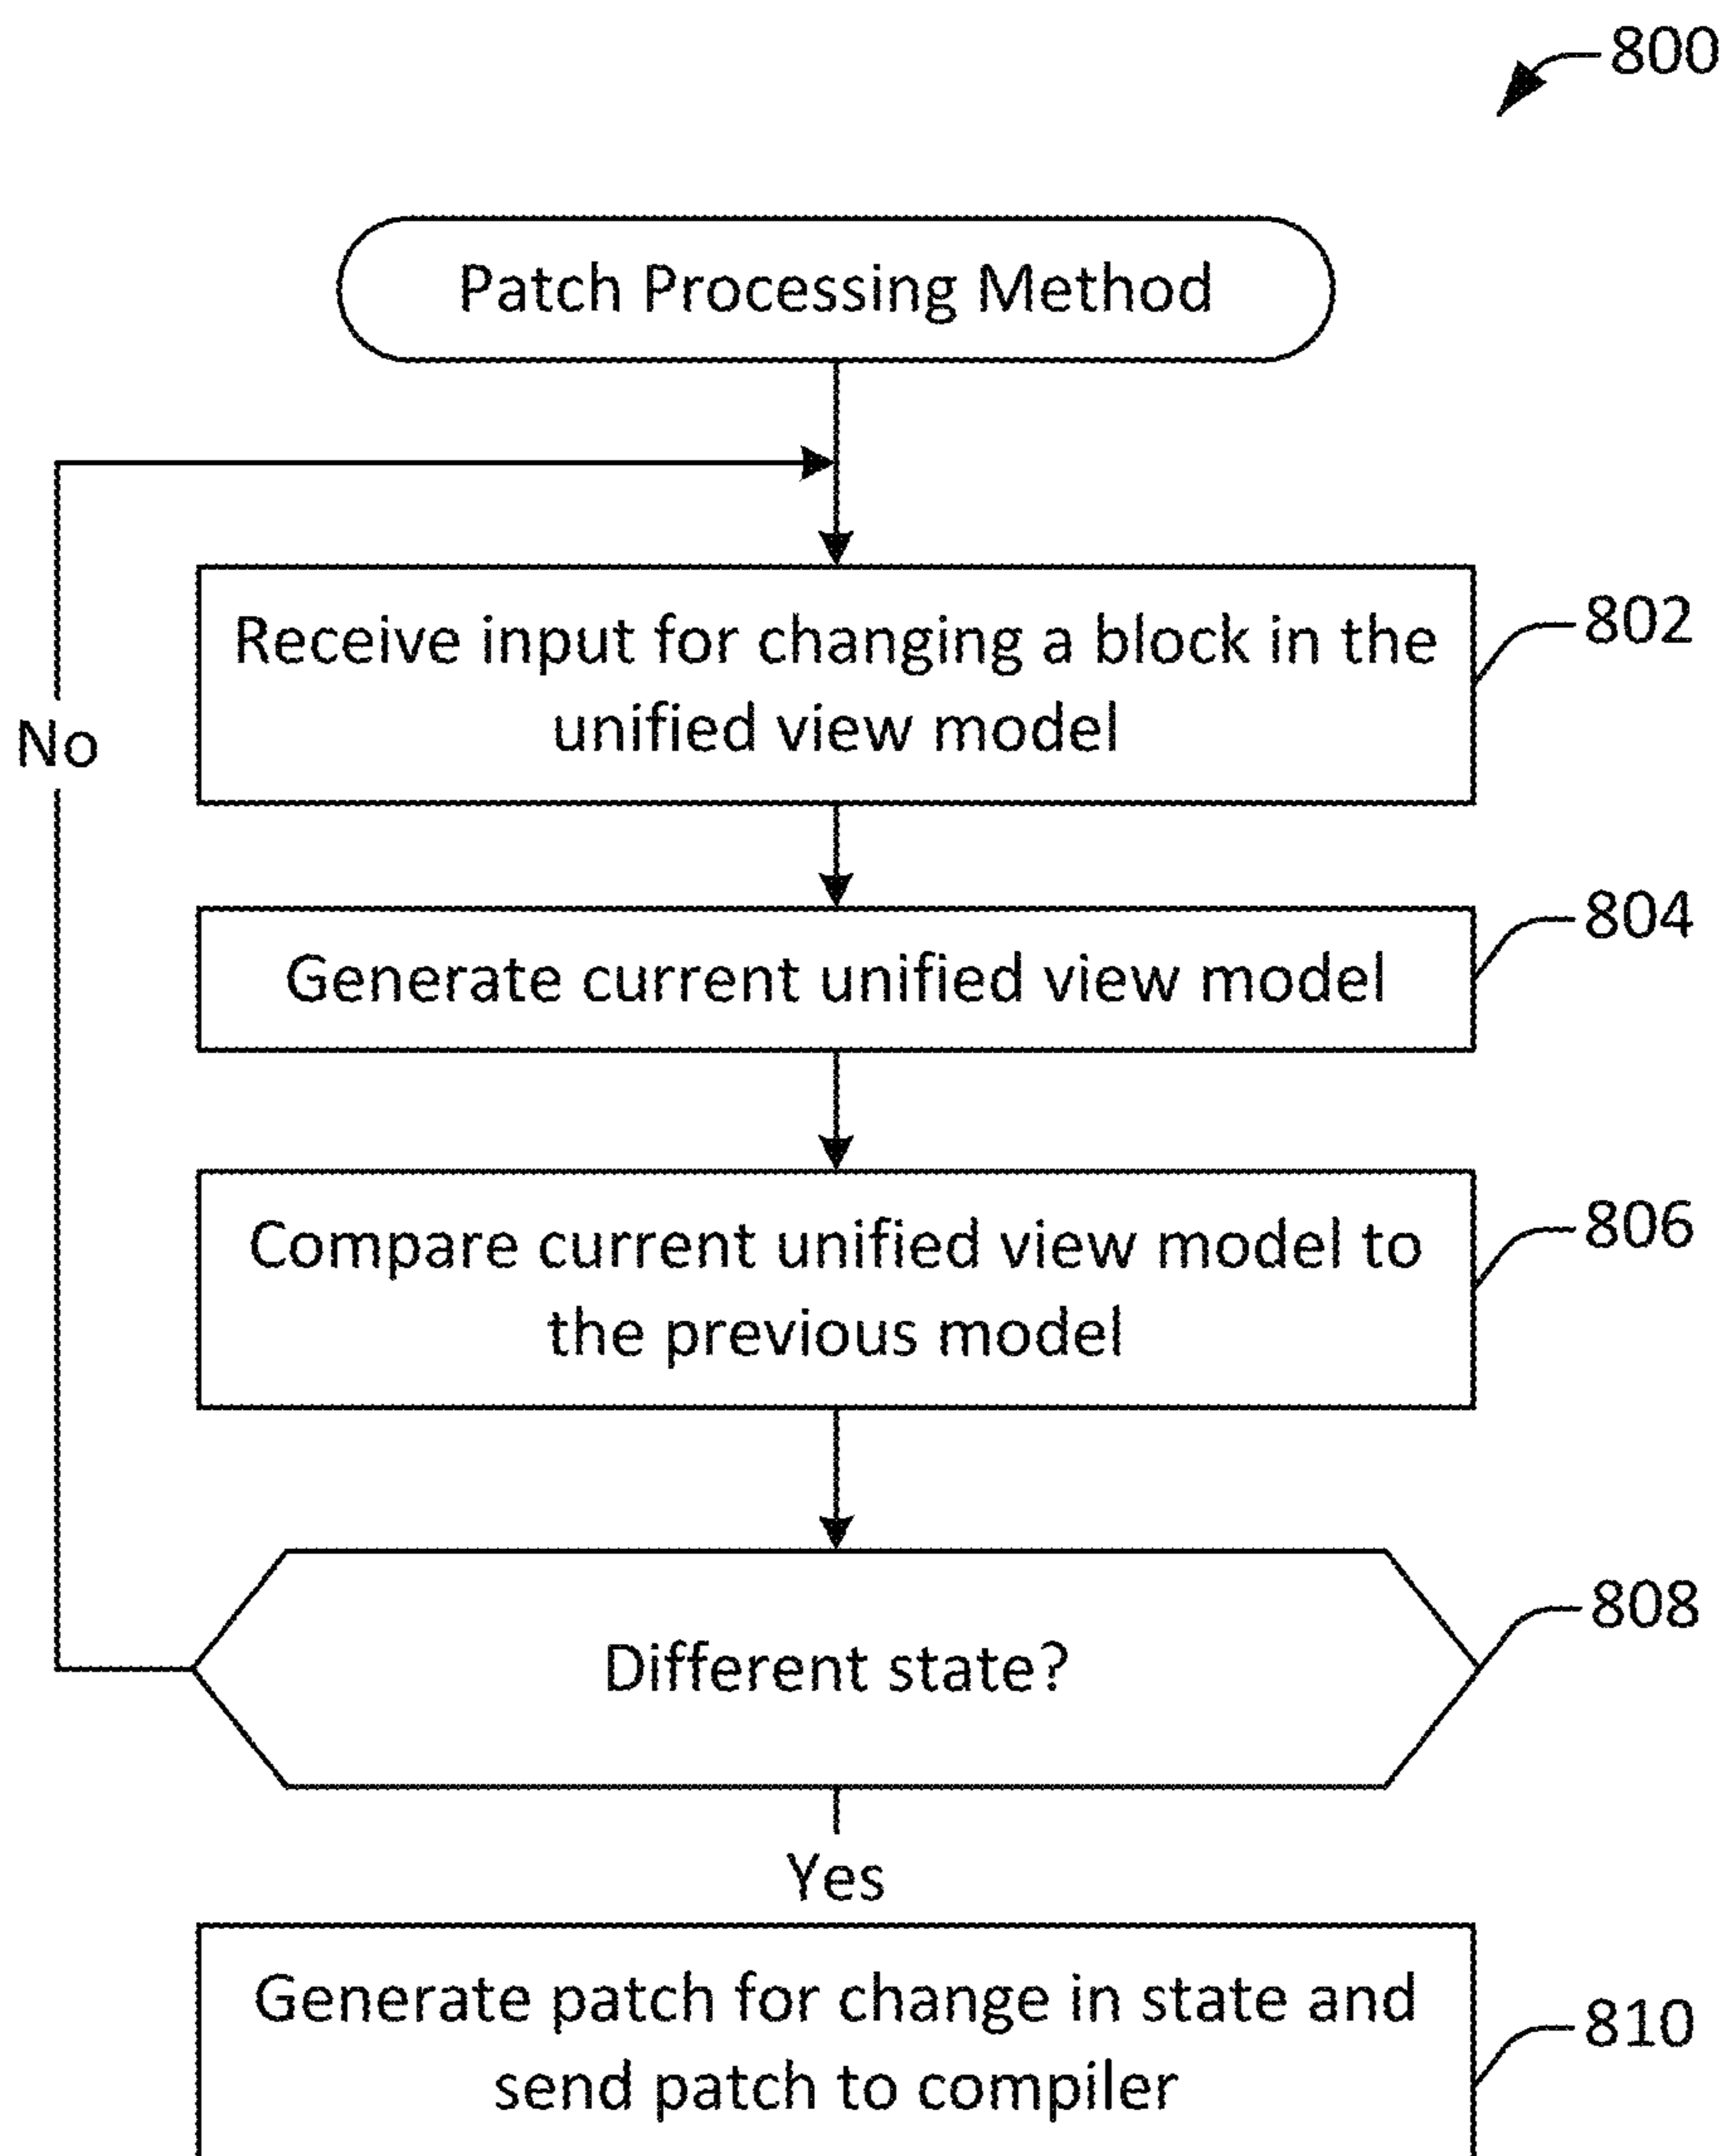 800
Patch Processing Method
Receive input for changing a block in the
unified view model
802
No
Generate current unified view model
804
Compare current unified view model to
the previous model
806
Different state?
808
Yes
Generate patch for change in state and
send patch to compiler
810